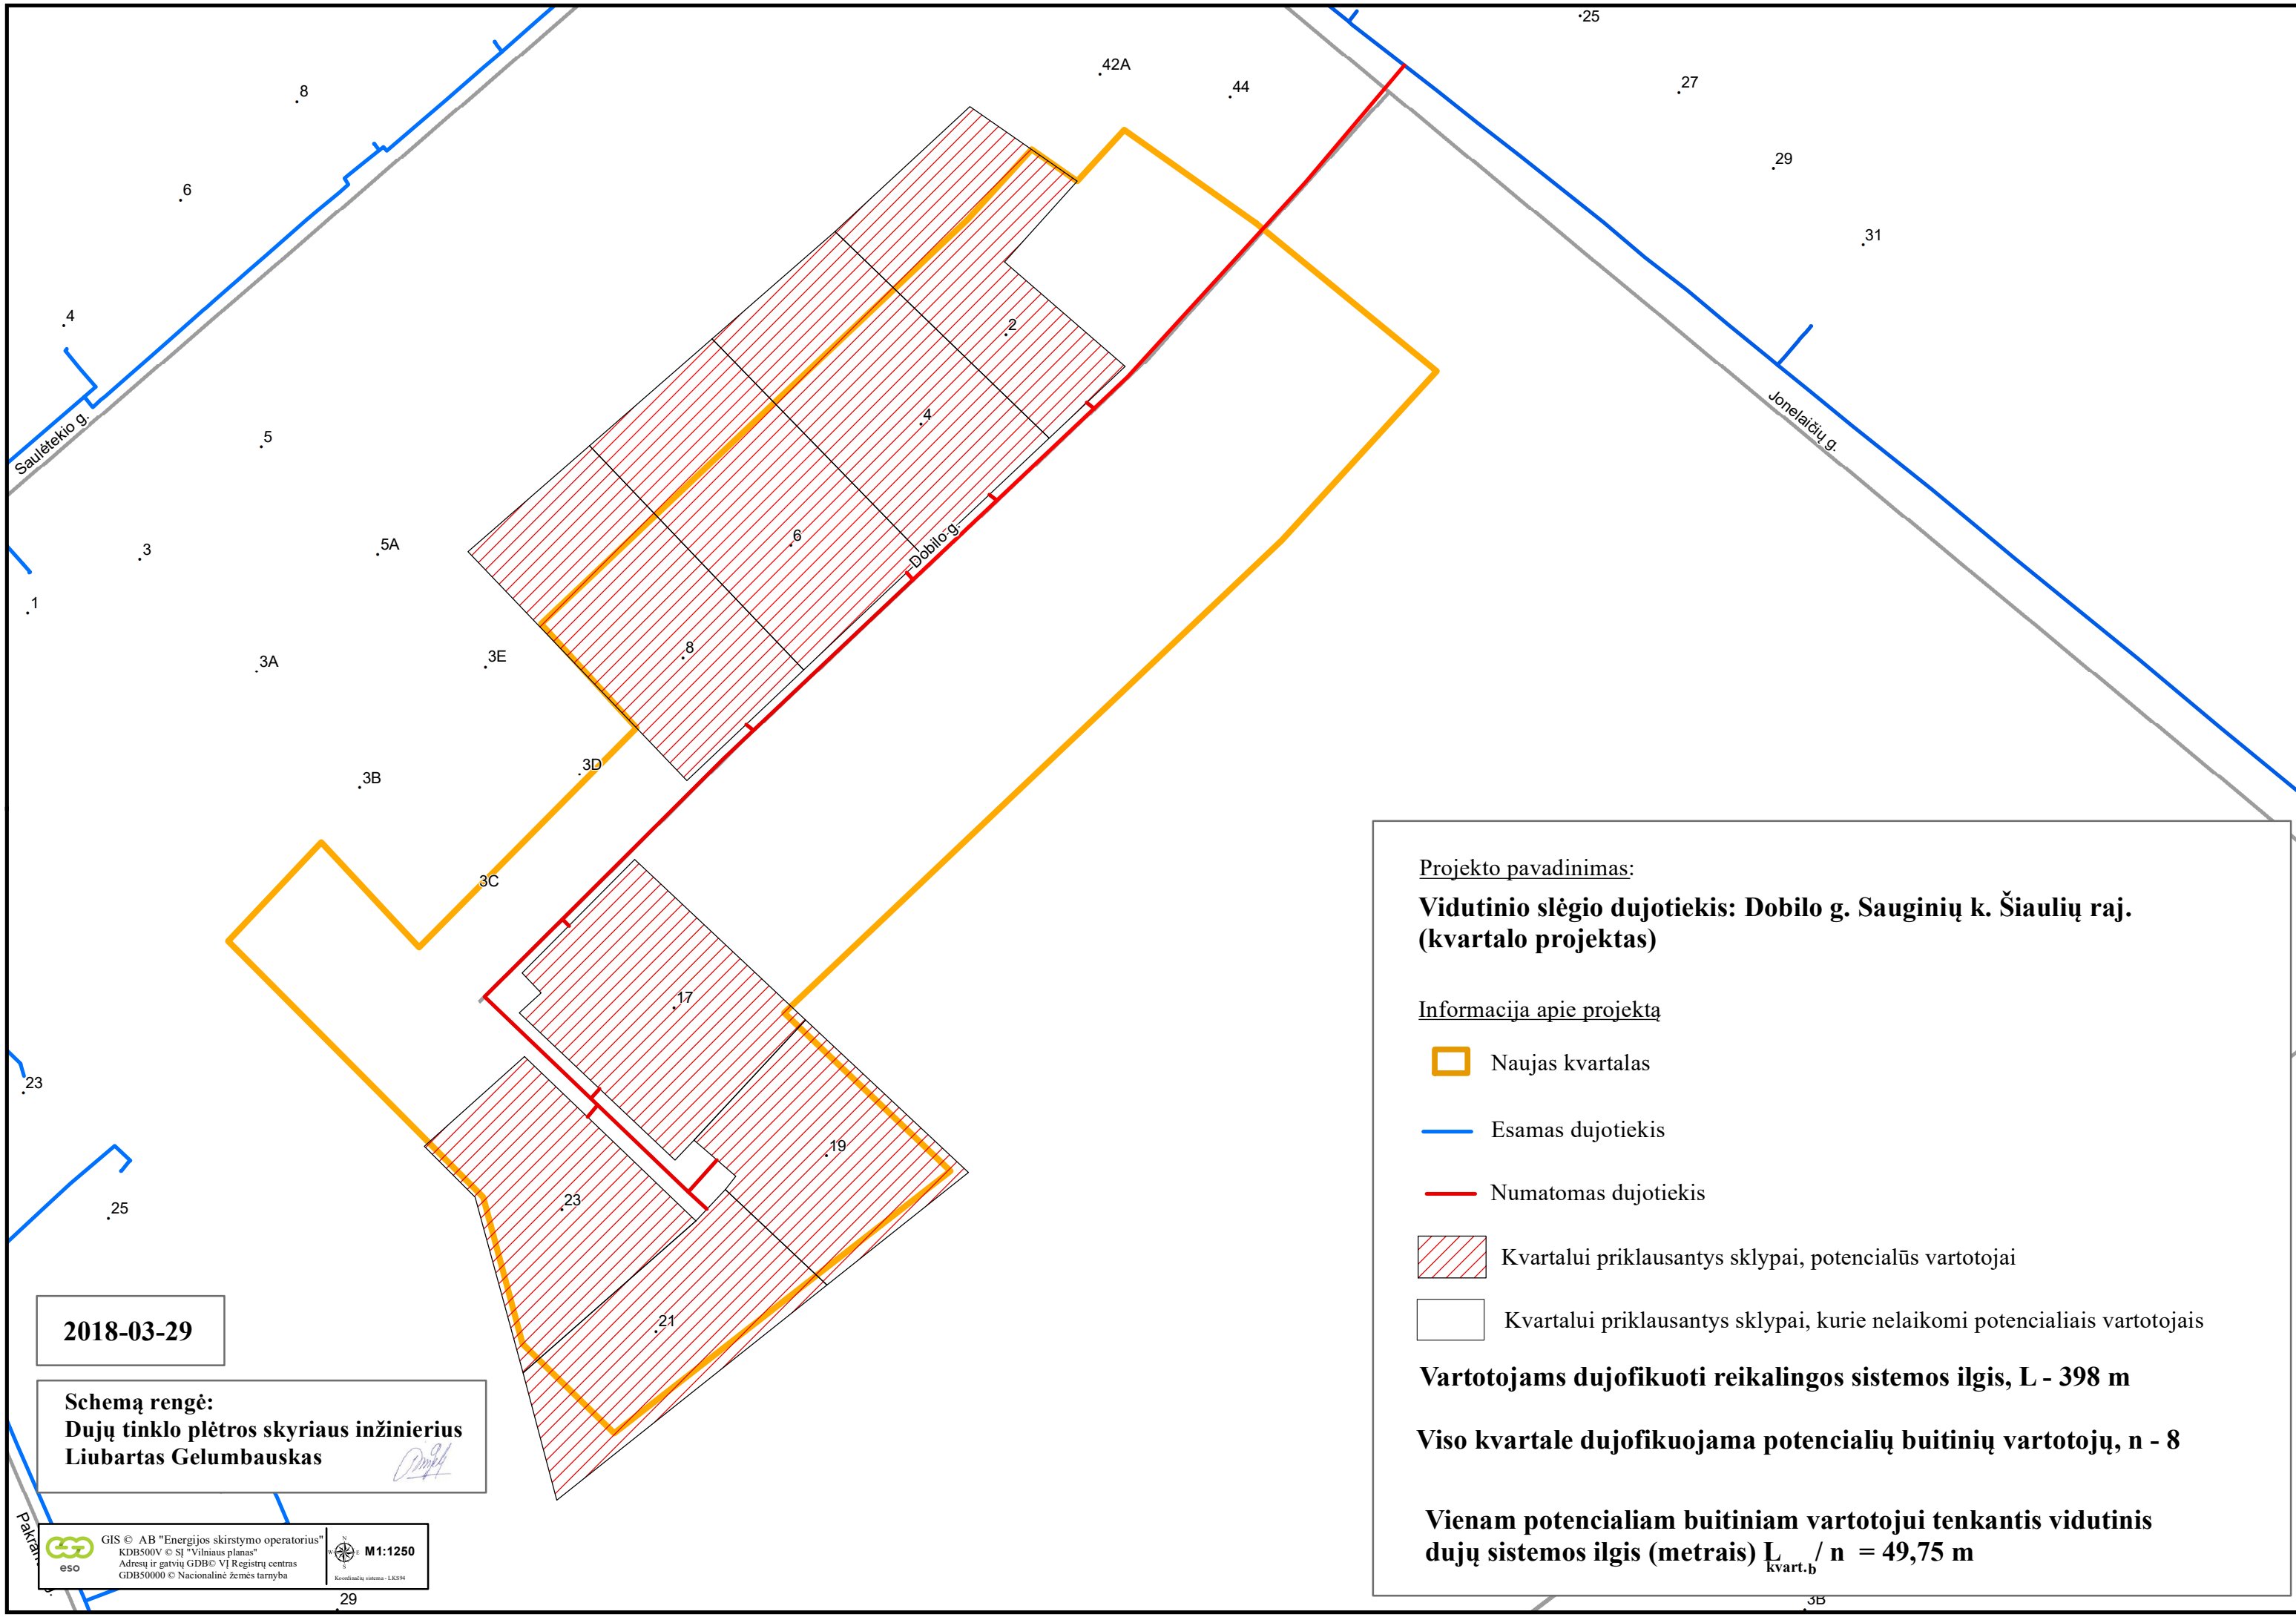 25
42A
44
27
8
29
6
31
4
2
Saulėtekio g.
5
4
Jonelaičių g.
3
5A
6
Dobilo g.
1
3A
3E
8
3B
3D
3C
17
23
19
25
23
21
Projekto pavadinimas:
Vidutinio slėgio dujotiekis: Dobilo g. Sauginių k. Šiaulių raj.
(kvartalo projektas)
Informacija apie projektą
Naujas kvartalas
Esamas dujotiekis
Numatomas dujotiekis
Kvartalui priklausantys sklypai, potencialūs vartotojai
Kvartalui priklausantys sklypai, kurie nelaikomi potencialiais vartotojais
Vartotojams dujofikuoti reikalingos sistemos ilgis, L - 398 m
Viso kvartale dujofikuojama potencialių buitinių vartotojų, n - 8
Vienam potencialiam buitiniam vartotojui tenkantis vidutinis
dujų sistemos ilgis (metrais) L kvart.b / n = 49,75 m
2018-03-29
Schemą rengė:
Dujų tinklo plėtros skyriaus inžinierius
Liubartas Gelumbauskas
eso
GIS © AB "Energijos skirstymo operatorius"
KDB500V © SĮ "Vilniaus planas"
Adresų ir gatvių GDB© VĮ Registrų centras
GDB50000 © Nacionalinė žemės tarnyba
N
W E
S
M1:1250
Koordinačių sistema - LKS94
29
3B